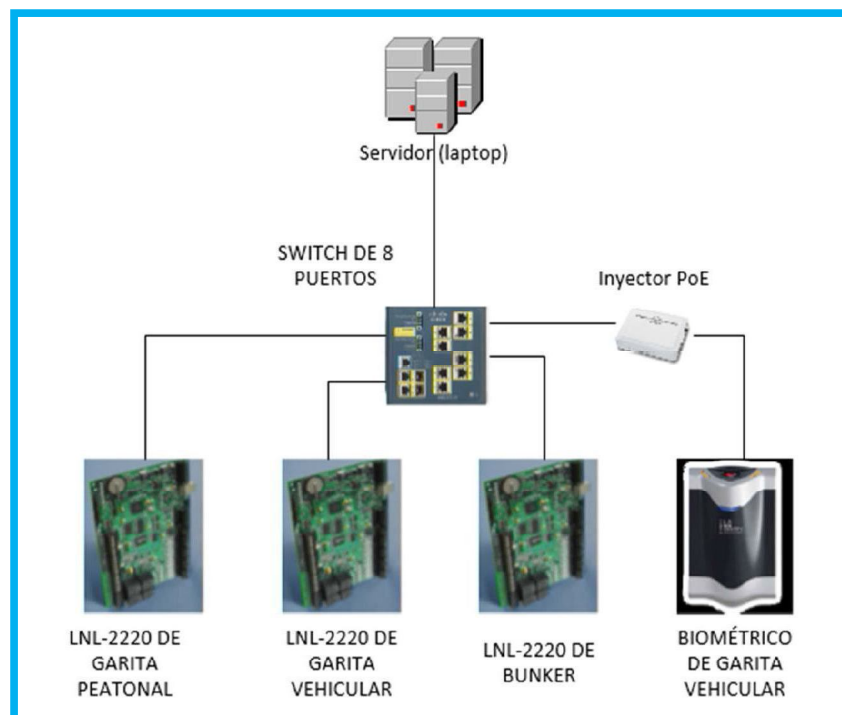 Servidor (laptop)
SWITCH DE 8
PUERTOS
Inyector PoE
LNL-2220 DE
GARITA
PEATONAL
LNL-2220 DE
GARITA
VEHICULAR
LNL-2220 DE
BUNKER
BIOMÉTRICO
DE GARITA
VEHICULAR